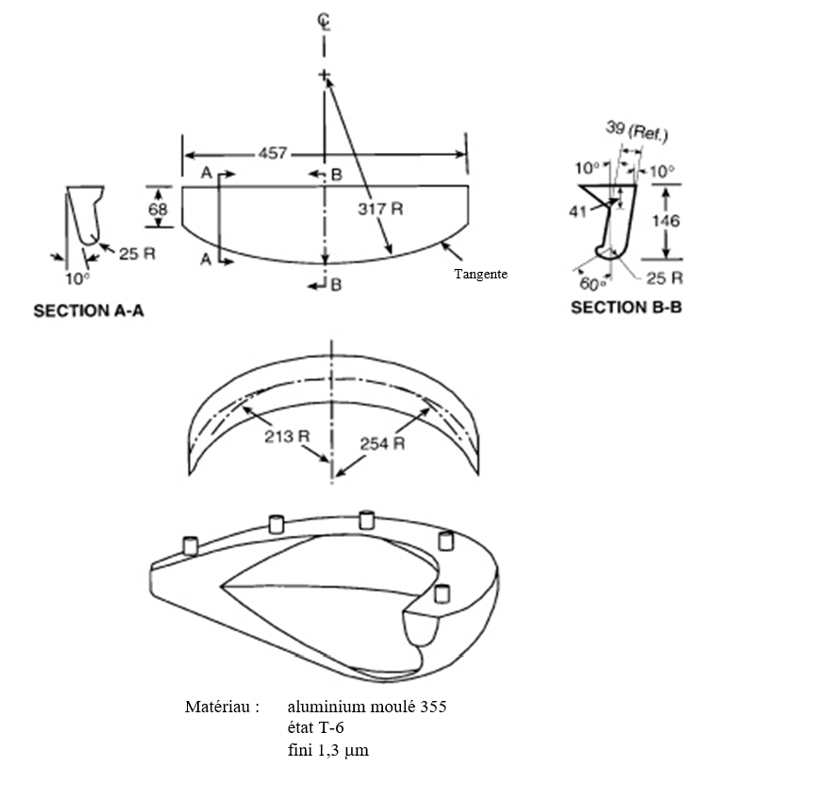 ℄
39 (Ref.)
457
10°
10°
A
B
68
317 R
41
146
25 R
A
Tangente
10°
B
60°
25 R
SECTION A-A
SECTION B-B
213 R
254 R
Matériau : aluminium moulé 355
état T-6
fini 1,3 µm